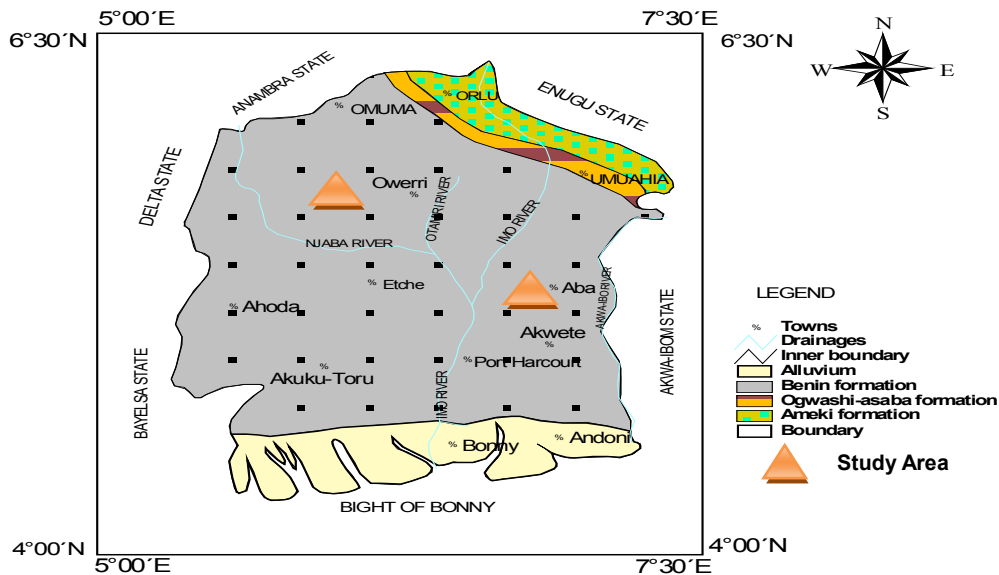 5°00´E
7°30´E
6°30´N
6°30´N
N
W
E
S
ANAMBRA STATE
ENUGU STATE
ORLU
OMUMA
DELTA STATE
UMUAHIA
Owerri
OTAMIRI RIVER
IMO RIVER
NJABA RIVER
Etche
Aba
AKWA-IBO RIVER
Ahoda
Akwete
Port Harcourt
Akuku-Toru
BAYELSA STATE
AKWA-IBOM STATE
IMO RIVER
Bonny
Andoni
BIGHT OF BONNY
LEGEND
Towns
Drainages
Inner boundary
Alluvium
Benin formation
Ogwashi-asaba formation
Ameki formation
Boundary
Study Area
4°00´N
4°00´N
5°00´E
7°30´E